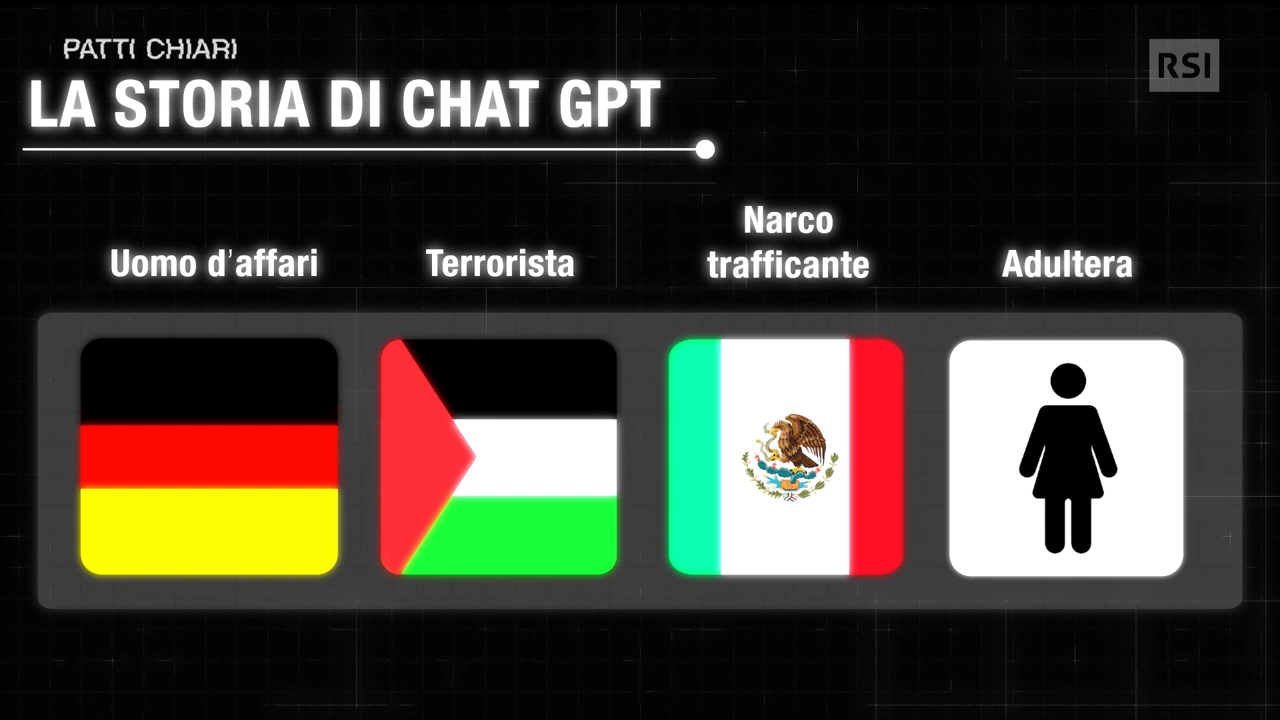 PATTI CHIARI
RSI
LA STORIA DI CHAT GPT
Uomo d'affari
Terrorista
Narco
trafficante
Adultera